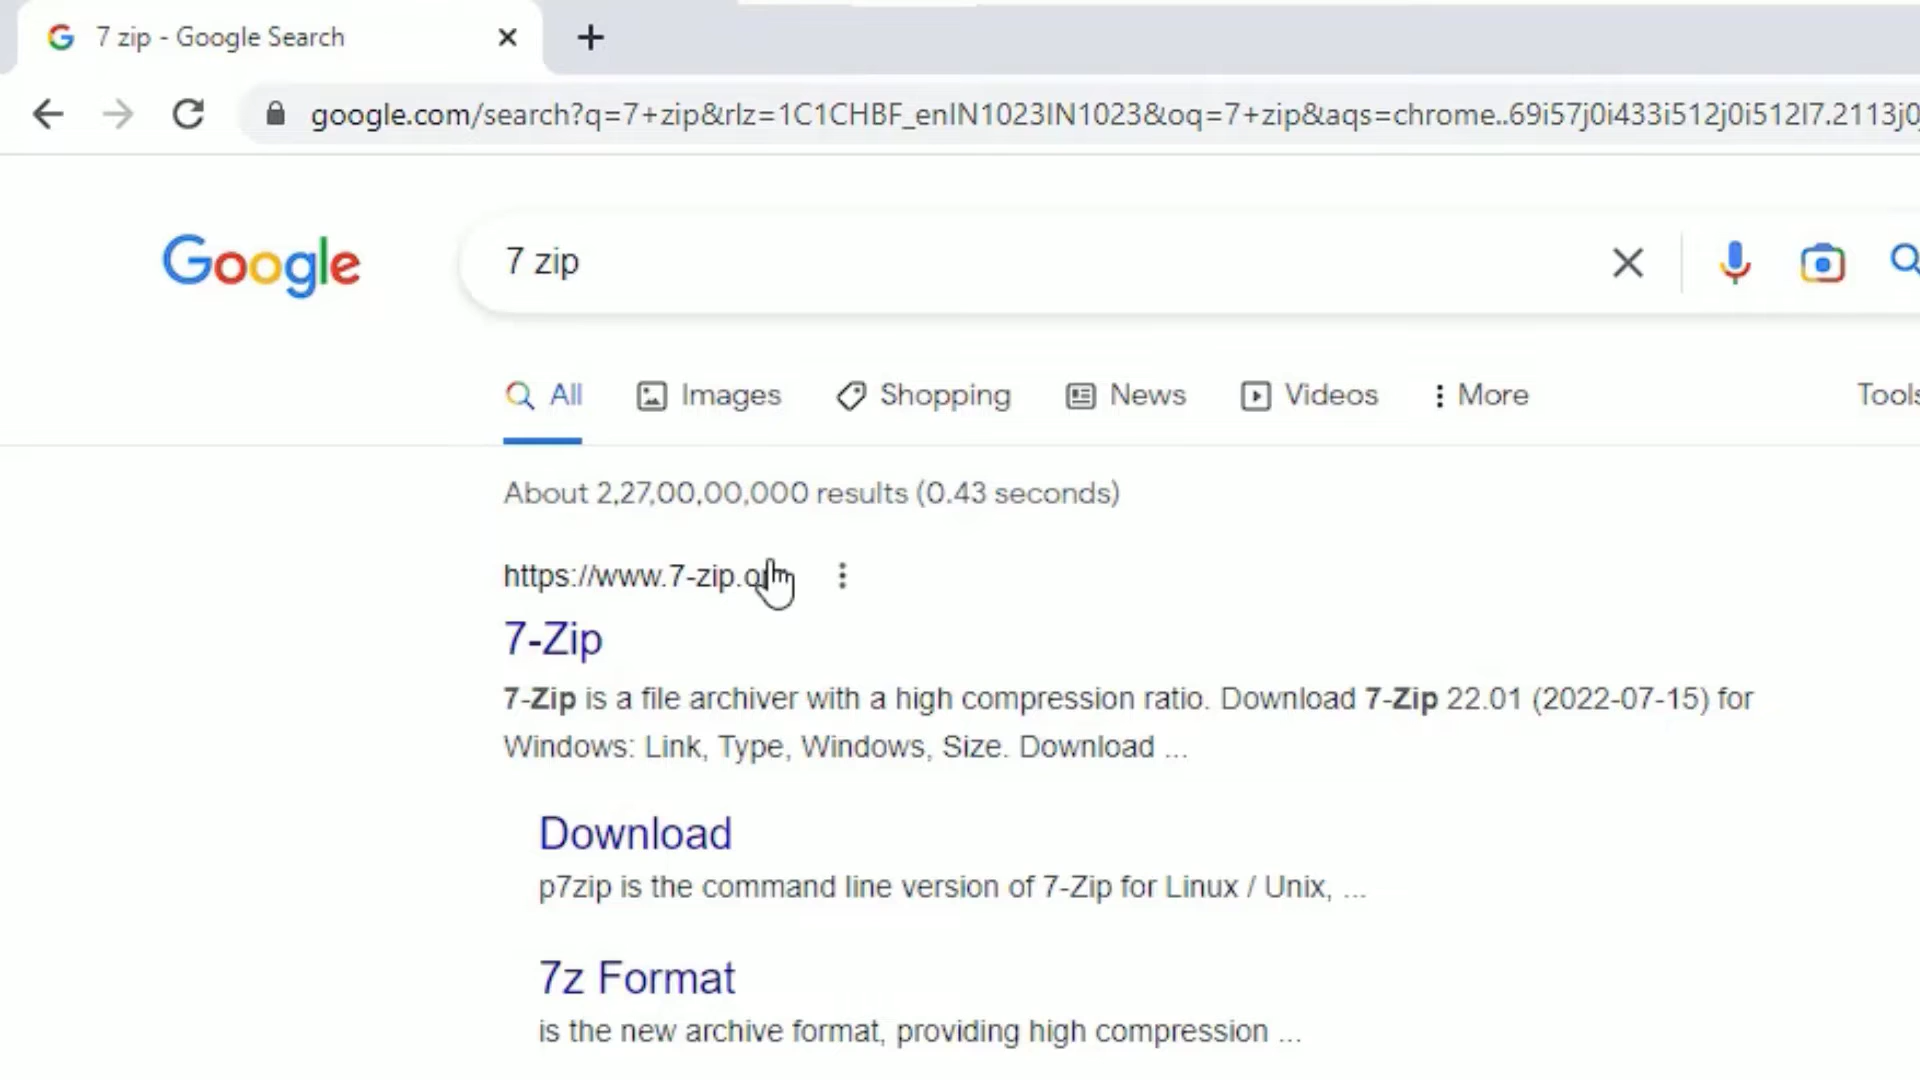 7 zip - Google Search
google.com/search?q=7+zip&rlz=1C1CHBF_enIN1023IN1023&oq=7+zip&aqs=chrome..69i57j0i433i512j0i512l7.2113j0
Google
7 zip
All Images Shopping News Videos More Tools
About 2,27,00,00,000 results (0.43 seconds)
https://www.7-zip.
7-Zip
7-Zip is a file archiver with a high compression ratio. Download 7-Zip 22.01 (2022-07-15) for
Windows: Link, Type, Windows, Size. Download ...
Download
p7zip is the command line version of 7-Zip for Linux / Unix, ...
7z Format
is the new archive format, providing high compression ...